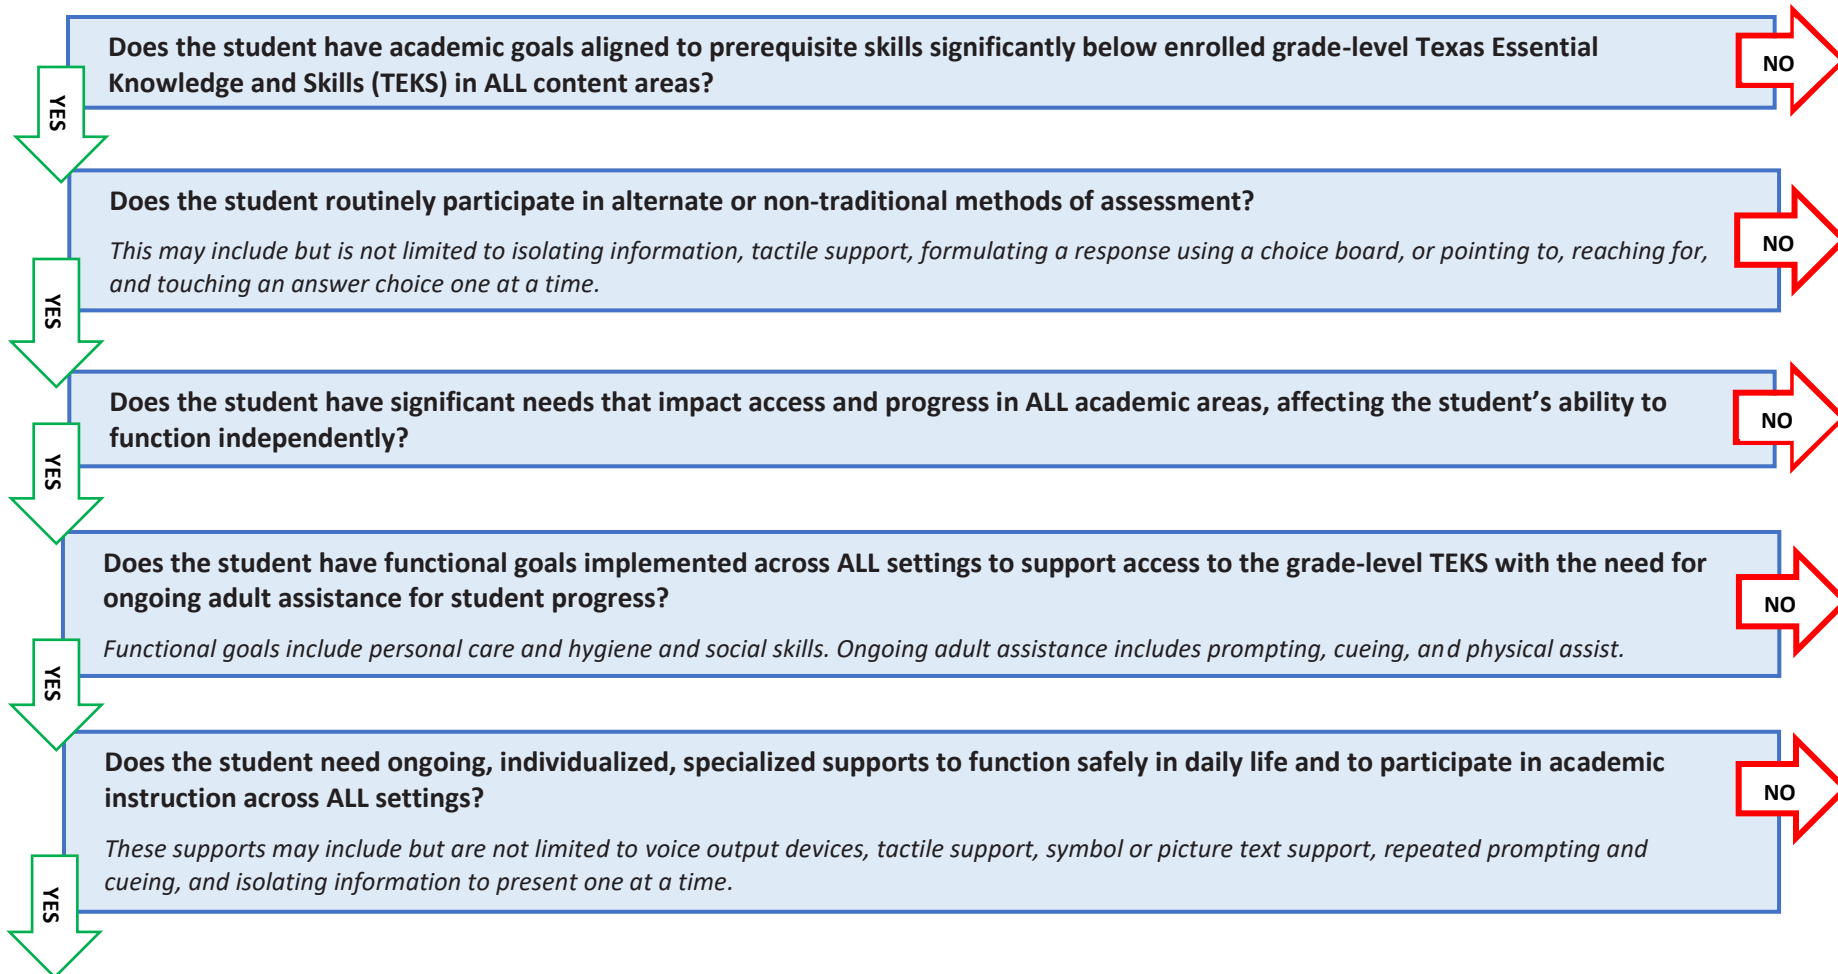 Does the student have academic goals aligned to prerequisite skills significantly below enrolled grade-level Texas Essential
Knowledge and Skills (TEKS) in ALL content areas?
NO
YES
Does the student routinely participate in alternate or non-traditional methods of assessment?
This may include but is not limited to isolating information, tactile support, formulating a response using a choice board, or pointing to, reaching for,
and touching an answer choice one at a time.
NO
YES
Does the student have significant needs that impact access and progress in ALL academic areas, affecting the student's ability to
function independently?
NO
YES
Does the student have functional goals implemented across ALL settings to support access to the grade-level TEKS with the need for
ongoing adult assistance for student progress?
Functional goals include personal care and hygiene and social skills. Ongoing adult assistance includes prompting, cueing, and physical assist.
NO
YES
Does the student need ongoing, individualized, specialized supports to function safely in daily life and to participate in academic
instruction across ALL settings?
These supports may include but are not limited to voice output devices, tactile support, symbol or picture text support, repeated prompting and
cueing, and isolating information to present one at a time.
NO
YES